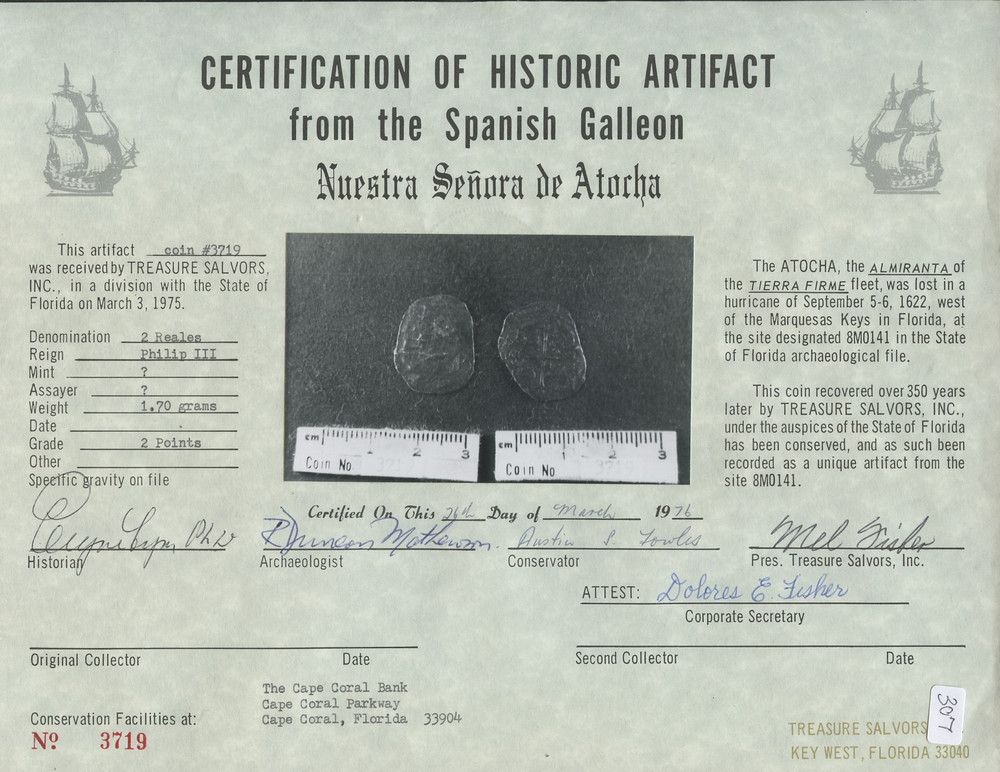 CERTIFICATION OF HISTORIC ARTIFACT
from the Spanish Galleon
Nuestra Señora de Atocha
This artifact coin #3719
was received by TREASURE SALVORS,
INC., in a division with the State of
Florida on March 3, 1975.
Denomination 2 Reales
Reign Philip III
Mint ?
Assayer ?
Weight 1.70 grams
Date
Grade 2 Points
Other
Specific gravity on file
cm 1 2 3
Coin No
cm 1 2 3
Coin No
The ATOCHA, the ALMIRANTA of
the TIERRA FIRME fleet, was lost in a
hurricane of September 5-6, 1622, west
of the Marquesas Keys in Florida, at
the site designated 8M0141 in the State
of Florida archaeological file.
This coin recovered over 350 years
later by TREASURE SALVORS, INC.,
under the auspices of the State of Florida
has been conserved, and as such been
recorded as a unique artifact from the
site 8M0141.
Certified On This 26th Day of March 1976
Eugene Lyon PhD
Historian
R Duncan Mathewson
Archaeologist
Austin S. Fowles
Conservator
Mel Fisher
Pres. Treasure Salvors, Inc.
ATTEST: Dolores E. Fisher
Corporate Secretary
Original Collector Date
Second Collector Date
The Cape Coral Bank
Cape Coral Parkway
Cape Coral, Florida 33904
Conservation Facilities at:
Nº 3719
TREASURE SALVORS
KEY WEST, FLORIDA 33040
307